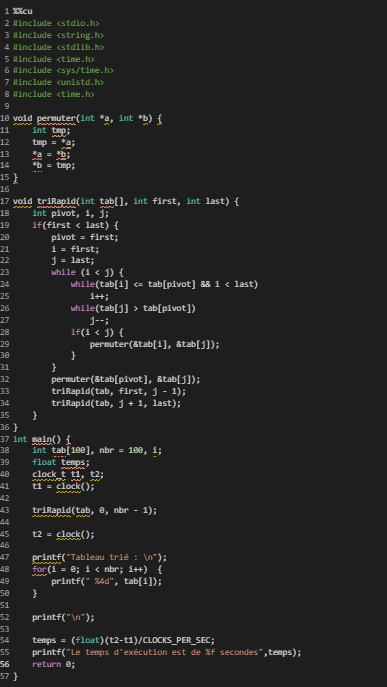 1 %%cu
2 #include <stdio.h>
3 #include <string.h>
4 #include <stdlib.h>
5 #include <time.h>
6 #include <sys/time.h>
7 #include <unistd.h>
8 #include <time.h>
9
10 void permuter(int *a, int *b) {
11     int tmp;
12     tmp = *a;
13     *a = *b;
14     *b = tmp;
15 }
16
17 void triRapid(int tab[], int first, int last) {
18     int pivot, i, j;
19     if(first < last) {
20         pivot = first;
21         i = first;
22         j = last;
23         while (i < j) {
24             while(tab[i] <= tab[pivot] && i < last)
25                 i++;
26             while(tab[j] > tab[pivot])
27                 j--;
28             if(i < j) {
29                 permuter(&tab[i], &tab[j]);
30             }
31         }
32         permuter(&tab[pivot], &tab[j]);
33         triRapid(tab, first, j - 1);
34         triRapid(tab, j + 1, last);
35     }
36 }
37 int main() {
38     int tab[100], nbr = 100, i;
39     float temps;
40     clock_t t1, t2;
41     t1 = clock();
42
43     triRapid(tab, 0, nbr - 1);
44
45     t2 = clock();
46
47     printf("Tableau trié : \n");
48     for(i = 0; i < nbr; i++)  {
49         printf(" %4d", tab[i]);
50     }
51
52     printf("\n");
53
54     temps = (float)(t2-t1)/CLOCKS_PER_SEC;
55     printf("Le temps d'exécution est de %f secondes",temps);
56     return 0;
57 }